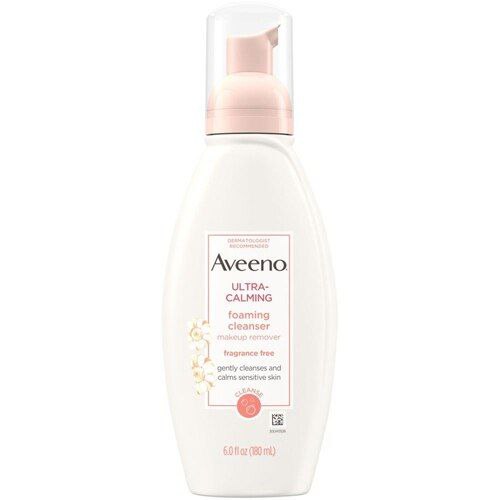 DERMATOLOGIST
RECOMMENDED
Aveeno
ULTRA-
CALMING
foaming
cleanser
makeup remover
fragrance free
gently cleanses and
calms sensitive skin
CLEANSE
6.0 fl oz (180 mL)